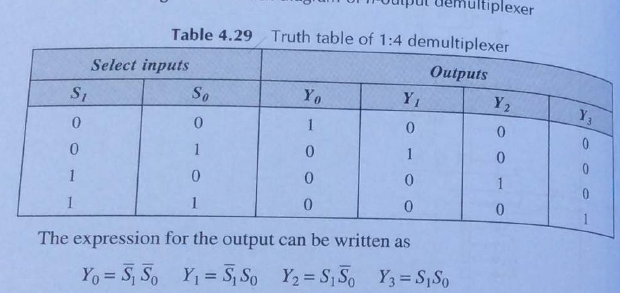 demultiplexer
Table 4.29 Truth table of 1:4 demultiplexer
Select inputs Outputs
S₁ S₀ Y₀ Y₁ Y₂ Y₃
0 0 1 0 0 0
0 1 0 1 0 0
1 0 0 0 1 0
1 1 0 0 0 1
The expression for the output can be written as
Y₀ = S̅₁ S̅₀ Y₁ = S̅₁ S₀ Y₂ = S₁ S̅₀ Y₃ = S₁S₀